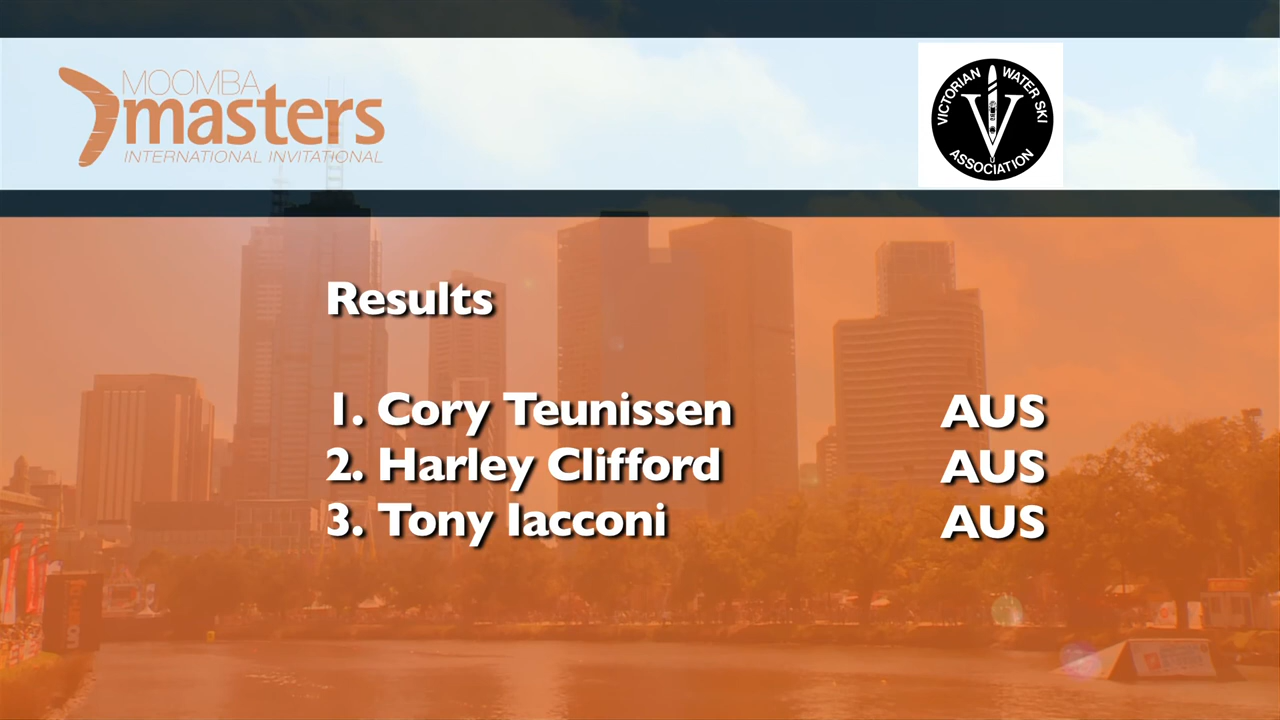 MOOMBA
masters
INTERNATIONAL INVITATIONAL
VICTORIAN WATER SKI
ASSOCIATION
V
Results
1. Cory Teunissen AUS
2. Harley Clifford AUS
3. Tony Iacconi AUS